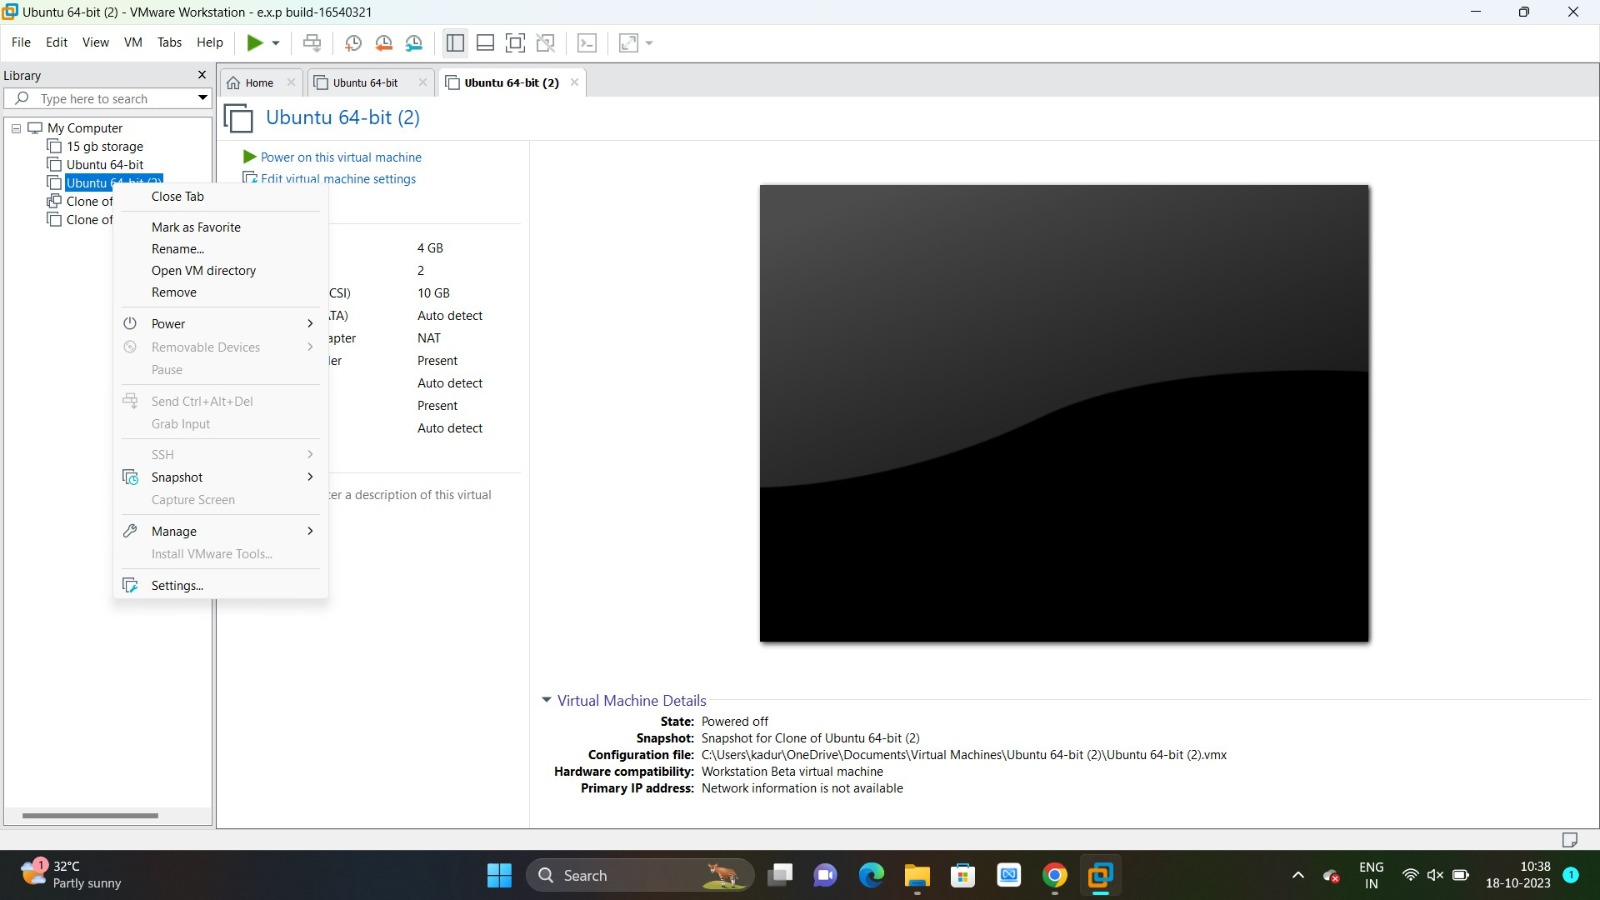 Ubuntu 64-bit (2) - VMware Workstation - e.x.p build-16540321
File Edit View VM Tabs Help
Library
Type here to search
My Computer
15 gb storage
Ubuntu 64-bit
Ubuntu 64-bit (2)
Clone of
Clone of
Close Tab
Mark as Favorite
Rename...
Open VM directory
Remove
Power
Removable Devices
Pause
Send Ctrl+Alt+Del
Grab Input
SSH
Snapshot
Capture Screen
Manage
Install VMware Tools...
Settings...
Home Ubuntu 64-bit Ubuntu 64-bit (2)
Ubuntu 64-bit (2)
Power on this virtual machine
Edit virtual machine settings
4 GB
2
CSI) 10 GB
TA) Auto detect
apter NAT
ler Present
Auto detect
Present
Auto detect
ter a description of this virtual
Virtual Machine Details
State: Powered off
Snapshot: Snapshot for Clone of Ubuntu 64-bit (2)
Configuration file: C:\Users\kadur\OneDrive\Documents\Virtual Machines\Ubuntu 64-bit (2)\Ubuntu 64-bit (2).vmx
Hardware compatibility: Workstation Beta virtual machine
Primary IP address: Network information is not available
1
32°C
Partly sunny
Search
ENG
IN
10:38
18-10-2023
1